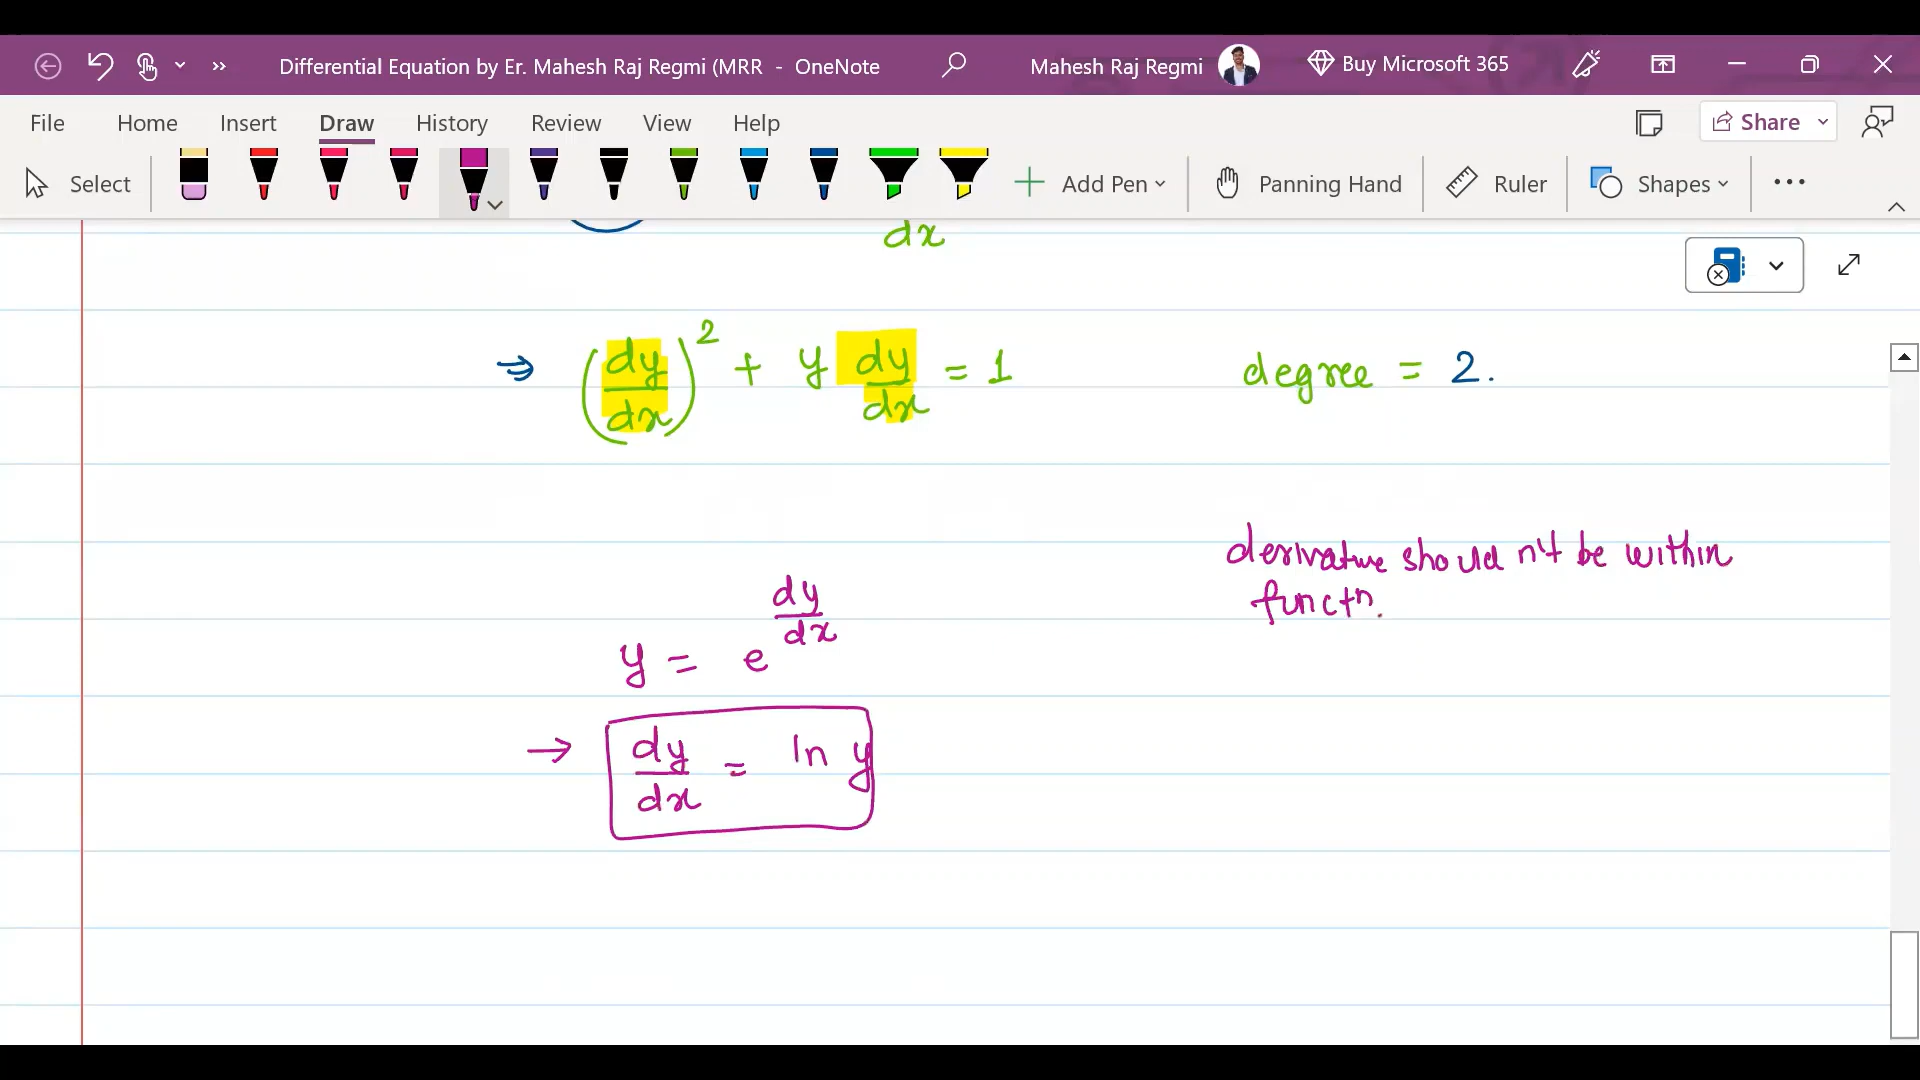 Differential Equation by Er. Mahesh Raj Regmi (MRR - OneNote
Mahesh Raj Regmi
Buy Microsoft 365
File Home Insert Draw History Review View Help
Share
Select
Add Pen
Panning Hand
Ruler
Shapes
dx
⇒ (dy/dx)² + y dy/dx = 1
degree = 2.
derivative should n't be within
functn.
y = e^(dy/dx)
→ dy/dx = ln y